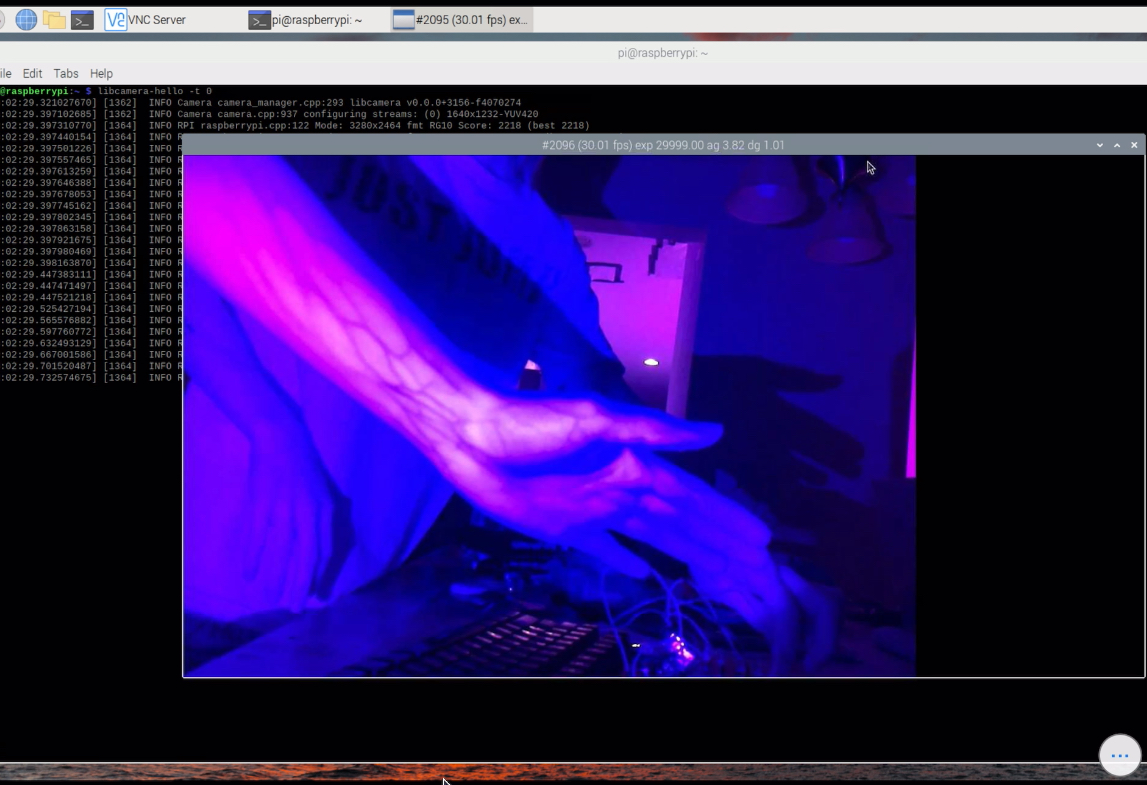 VNC Server
pi@raspberrypi: ~
#2095 (30.01 fps) ex...
pi@raspberrypi: ~
ile Edit Tabs Help
@raspberrypi:~ $ libcamera-hello -t 0
:02:29.321027670] [1362] INFO Camera camera_manager.cpp:293 libcamera v0.0.0+3156-f4070274
:02:29.397102685] [1362] INFO Camera camera.cpp:937 configuring streams: (0) 1640x1232-YUV420
:02:29.397310770] [1364] INFO RPI raspberrypi.cpp:122 Mode: 3280x2464 fmt RG10 Score: 2218 (best 2218)
:02:29.397440154] [1364] INFO R
#2096 (30.01 fps) exp 29999.00 ag 3.82 dg 1.01
:02:29.397501226] [1364] INFO R
:02:29.397557465] [1364] INFO R
:02:29.397613259] [1364] INFO R
:02:29.397646388] [1364] INFO R
:02:29.397678053] [1364] INFO R
:02:29.397745162] [1364] INFO R
:02:29.397802345] [1364] INFO R
:02:29.397863158] [1364] INFO R
:02:29.397921675] [1364] INFO R
:02:29.397980469] [1364] INFO R
:02:29.398163870] [1364] INFO R
:02:29.447383111] [1364] INFO R
:02:29.447471497] [1364] INFO R
:02:29.447521218] [1364] INFO R
:02:29.525427194] [1364] INFO R
:02:29.565576882] [1364] INFO R
:02:29.597760772] [1364] INFO R
:02:29.632493129] [1364] INFO R
:02:29.667001586] [1364] INFO R
:02:29.701520487] [1364] INFO R
:02:29.732574675] [1364] INFO R
JUST